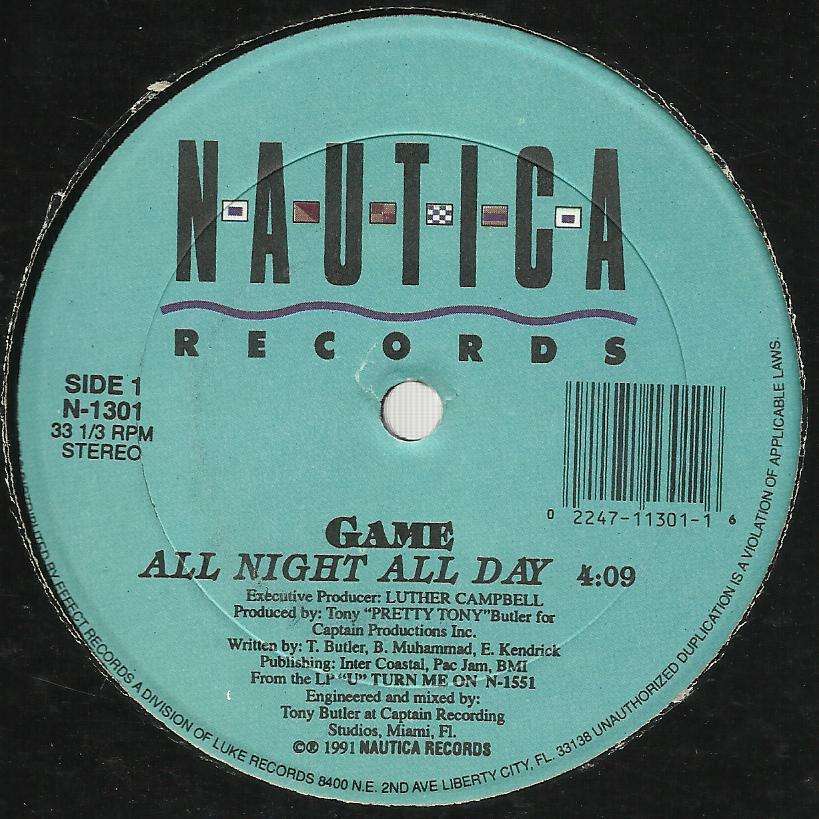 NAUTICA
RECORDS
SIDE 1
N-1301
33 1/3 RPM
STEREO
0 2247-11301-1 6
GAME
ALL NIGHT ALL DAY 4:09
Executive Producer: LUTHER CAMPBELL
Produced by: Tony "PRETTY TONY"Butler for
Captain Productions Inc.
Written by: T. Butler, B. Muhammad, E. Kendrick
Publishing: Inter Coastal, Pac Jam, BMI
From the LP "U" TURN ME ON N-1551
Engineered and mixed by:
Tony Butler at Captain Recording
Studios, Miami, Fl.
©℗ 1991 NAUTICA RECORDS
DISTRIBUTED BY EFFECT RECORDS A DIVISION OF LUKE RECORDS 8400 N.E. 2ND AVE LIBERTY CITY, FL. 33138 UNAUTHORIZED DUPLICATION IS A VIOLATION OF APPLICABLE LAWS.